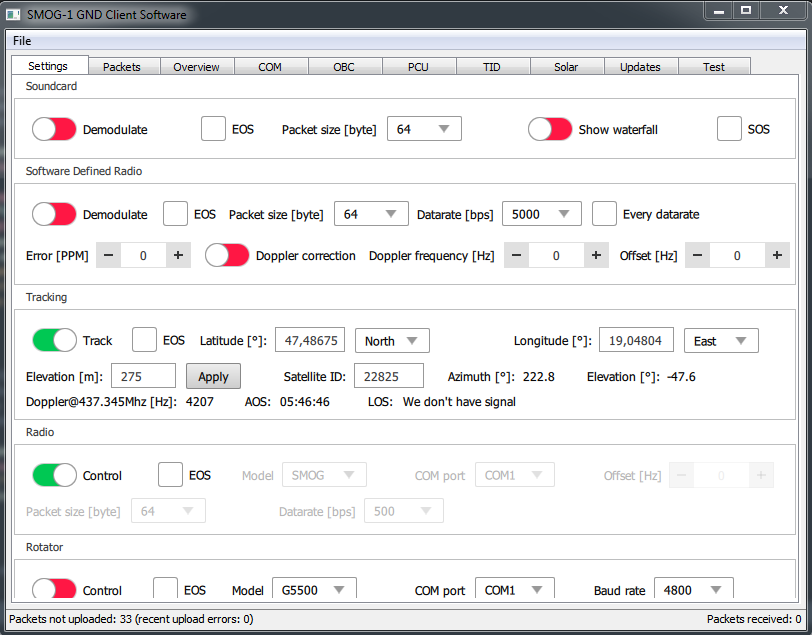 SMOG-1 GND Client Software
File
Settings Packets Overview COM OBC PCU TID Solar Updates Test
Soundcard
Demodulate EOS Packet size [byte] 64 Show waterfall SOS
Software Defined Radio
Demodulate EOS Packet size [byte] 64 Datarate [bps] 5000 Every datarate
Error [PPM] − 0 + Doppler correction Doppler frequency [Hz] − 0 + Offset [Hz] − 0 +
Tracking
Track EOS Latitude [°]: 47,48675 North Longitude [°]: 19,04804 East
Elevation [m]: 275 Apply Satellite ID: 22825 Azimuth [°]: 222.8 Elevation [°]: -47.6
Doppler@437.345Mhz [Hz]: 4207 AOS: 05:46:46 LOS: We don't have signal
Radio
Control EOS Model SMOG COM port COM1 Offset [Hz] − 0 +
Packet size [byte] 64 Datarate [bps] 500
Rotator
Control EOS Model G5500 COM port COM1 Baud rate 4800
Packets not uploaded: 33 (recent upload errors: 0) Packets received: 0